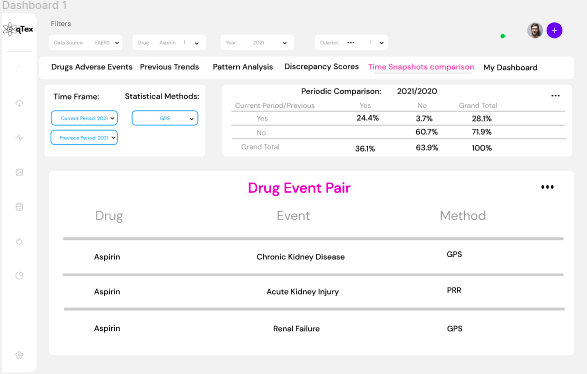 Dashboard 1
qTex
Filters
Data Source: FAERS
Drug: Aspirin 1
Year: 2021
Quarter: ••• 1
+
Drugs Adverse Events
Previous Trends
Pattern Analysis
Discrepancy Scores
Time Snapshots comparison
My Dashboard
Time Frame:
Statistical Methods:
Current Period: 2021
GPS
Previous Period: 2021
Periodic Comparison: 2021/2020
Current Period/Previous Yes No Grand Total
Yes 24.4% 3.7% 28.1%
No 60.7% 71.9%
Grand Total 36.1% 63.9% 100%
Drug Event Pair
Drug Event Method
Aspirin Chronic Kidney Disease GPS
Aspirin Acute Kidney Injury PRR
Aspirin Renal Failure GPS